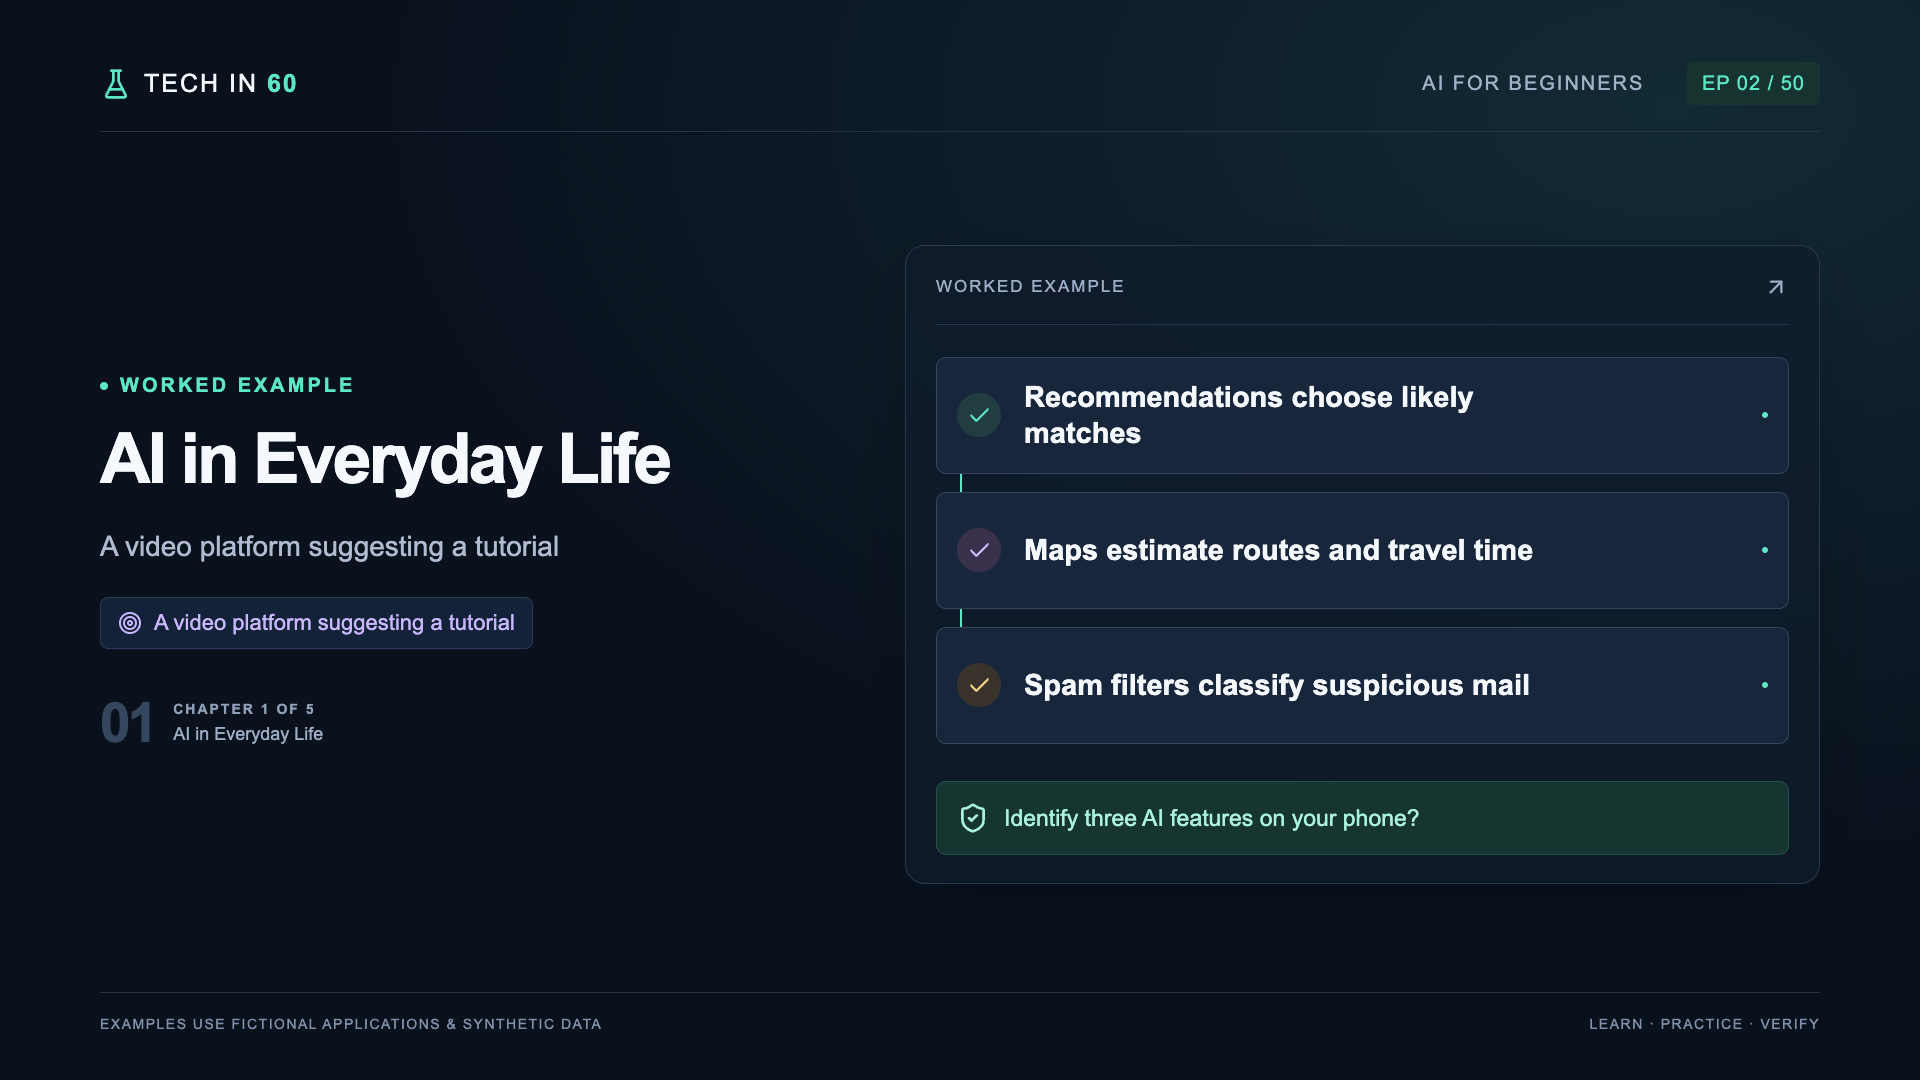 TECH IN 60
AI FOR BEGINNERS
EP 02 / 50
WORKED EXAMPLE
AI in Everyday Life
A video platform suggesting a tutorial
A video platform suggesting a tutorial
01
CHAPTER 1 OF 5
AI in Everyday Life
WORKED EXAMPLE
Recommendations choose likely
matches
Maps estimate routes and travel time
Spam filters classify suspicious mail
Identify three AI features on your phone?
EXAMPLES USE FICTIONAL APPLICATIONS & SYNTHETIC DATA
LEARN · PRACTICE · VERIFY